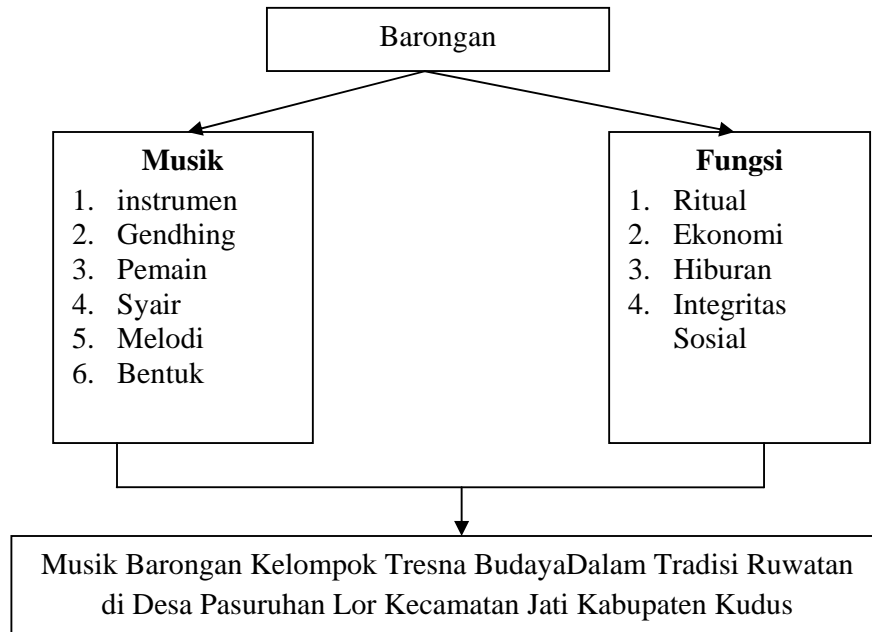 Barongan
Musik
1. instrumen
2. Gendhing
3. Pemain
4. Syair
5. Melodi
6. Bentuk
Fungsi
1. Ritual
2. Ekonomi
3. Hiburan
4. Integritas
Sosial
Musik Barongan Kelompok Tresna BudayaDalam Tradisi Ruwatan
di Desa Pasuruhan Lor Kecamatan Jati Kabupaten Kudus